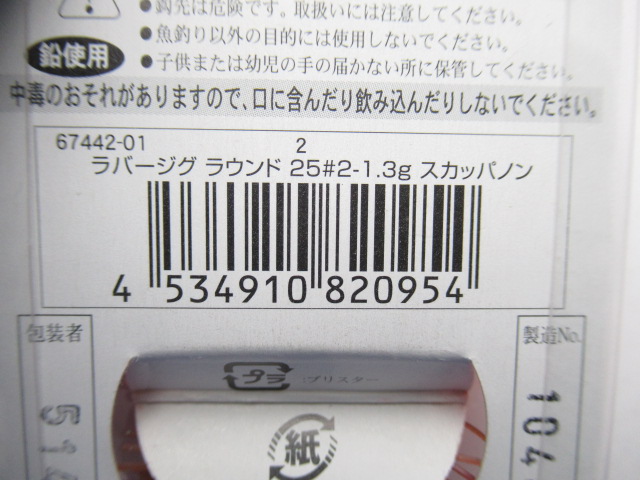 ●鈎先は危険です。取扱いには注意してください。
●魚釣り以外の目的には使用しないでください。
鉛使用
●子供または幼児の手の届かない所に保管してください。
中毒のおそれがありますので、口に含んだり飲み込んだりしないでください。
67442-01 2
ラバージグ ラウンド 25#2-1.3g スカッパノン
4 534910 820954
包装者
製造No.
プラ :ブリスター
104
紙